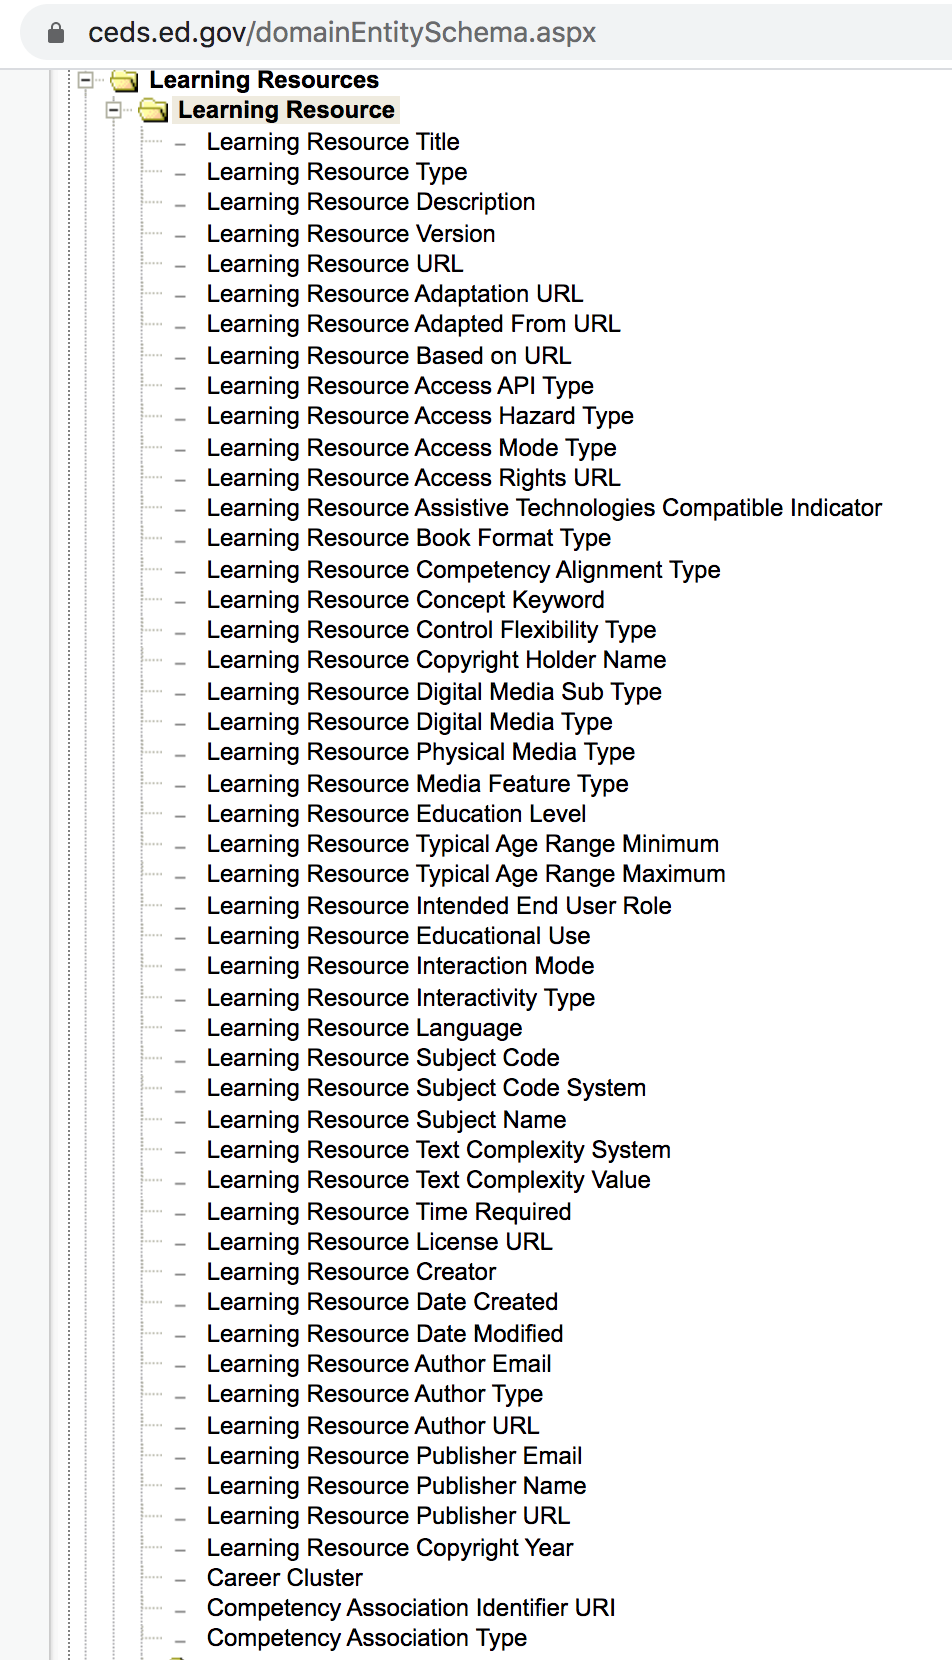 ceds.ed.gov/domainEntitySchema.aspx
Learning Resources
Learning Resource
Learning Resource Title
Learning Resource Type
Learning Resource Description
Learning Resource Version
Learning Resource URL
Learning Resource Adaptation URL
Learning Resource Adapted From URL
Learning Resource Based on URL
Learning Resource Access API Type
Learning Resource Access Hazard Type
Learning Resource Access Mode Type
Learning Resource Access Rights URL
Learning Resource Assistive Technologies Compatible Indicator
Learning Resource Book Format Type
Learning Resource Competency Alignment Type
Learning Resource Concept Keyword
Learning Resource Control Flexibility Type
Learning Resource Copyright Holder Name
Learning Resource Digital Media Sub Type
Learning Resource Digital Media Type
Learning Resource Physical Media Type
Learning Resource Media Feature Type
Learning Resource Education Level
Learning Resource Typical Age Range Minimum
Learning Resource Typical Age Range Maximum
Learning Resource Intended End User Role
Learning Resource Educational Use
Learning Resource Interaction Mode
Learning Resource Interactivity Type
Learning Resource Language
Learning Resource Subject Code
Learning Resource Subject Code System
Learning Resource Subject Name
Learning Resource Text Complexity System
Learning Resource Text Complexity Value
Learning Resource Time Required
Learning Resource License URL
Learning Resource Creator
Learning Resource Date Created
Learning Resource Date Modified
Learning Resource Author Email
Learning Resource Author Type
Learning Resource Author URL
Learning Resource Publisher Email
Learning Resource Publisher Name
Learning Resource Publisher URL
Learning Resource Copyright Year
Career Cluster
Competency Association Identifier URI
Competency Association Type